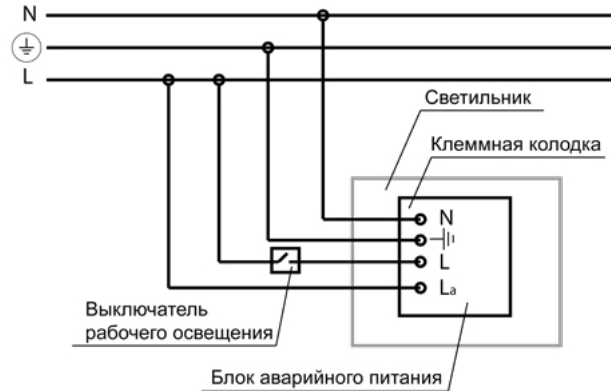 N
L
Светильник
Клеммная колодка
N
L
La
Выключатель
рабочего освещения
Блок аварийного питания